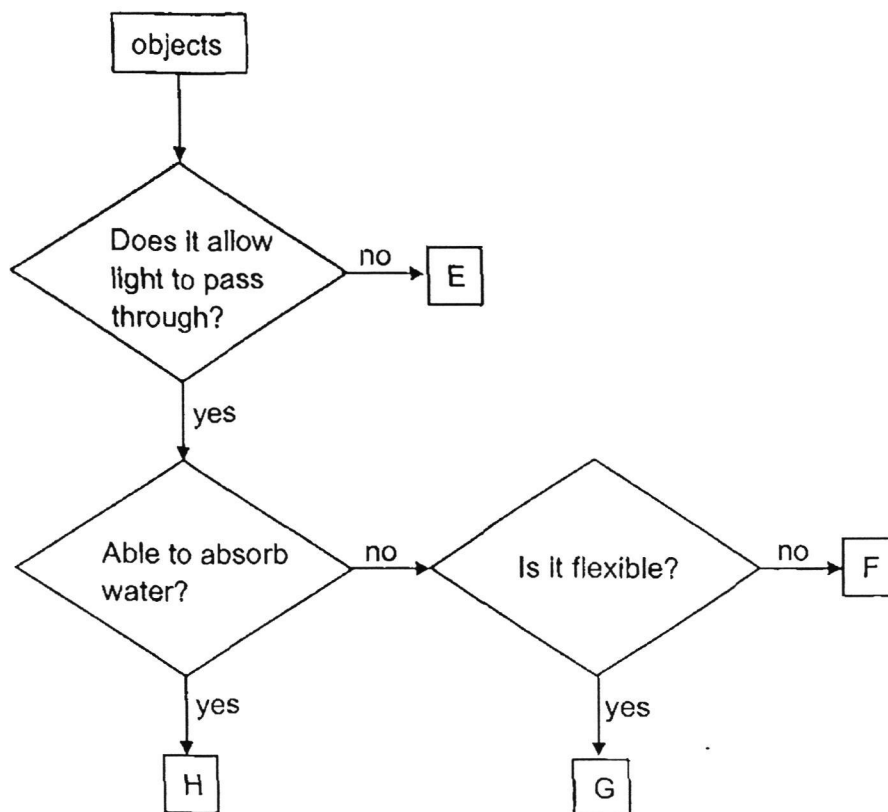 objects
Does it allow
light to pass
through?
no
E
yes
Able to absorb
water?
no
Is it flexible?
no
F
yes
H
yes
G